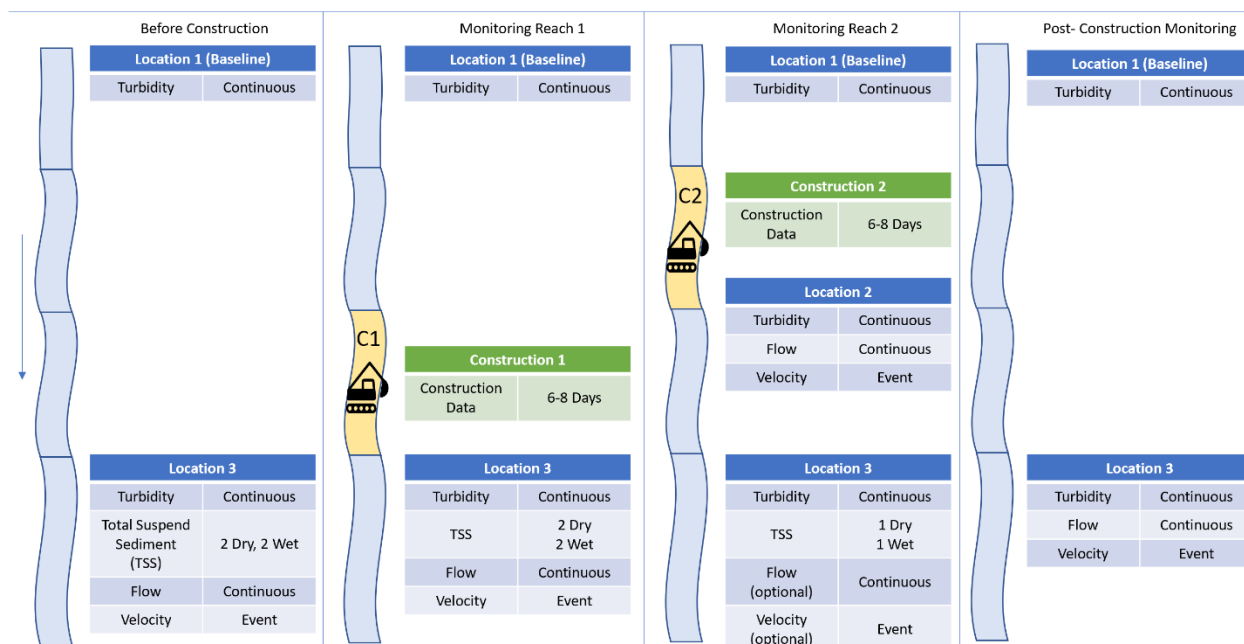 Before Construction
Location 1 (Baseline)
Turbidity Continuous
Location 3
Turbidity Continuous
Total Suspend
Sediment
(TSS)
2 Dry, 2 Wet
Flow Continuous
Velocity Event
Monitoring Reach 1
Location 1 (Baseline)
Turbidity Continuous
C1
Construction 1
Construction
Data
6-8 Days
Location 3
Turbidity Continuous
TSS
2 Dry
2 Wet
Flow Continuous
Velocity Event
Monitoring Reach 2
Location 1 (Baseline)
Turbidity Continuous
C2
Construction 2
Construction
Data
6-8 Days
Location 2
Turbidity Continuous
Flow Continuous
Velocity Event
Location 3
Turbidity Continuous
TSS
1 Dry
1 Wet
Flow
(optional)
Continuous
Velocity
(optional)
Event
Post- Construction Monitoring
Location 1 (Baseline)
Turbidity Continuous
Location 3
Turbidity Continuous
Flow Continuous
Velocity Event